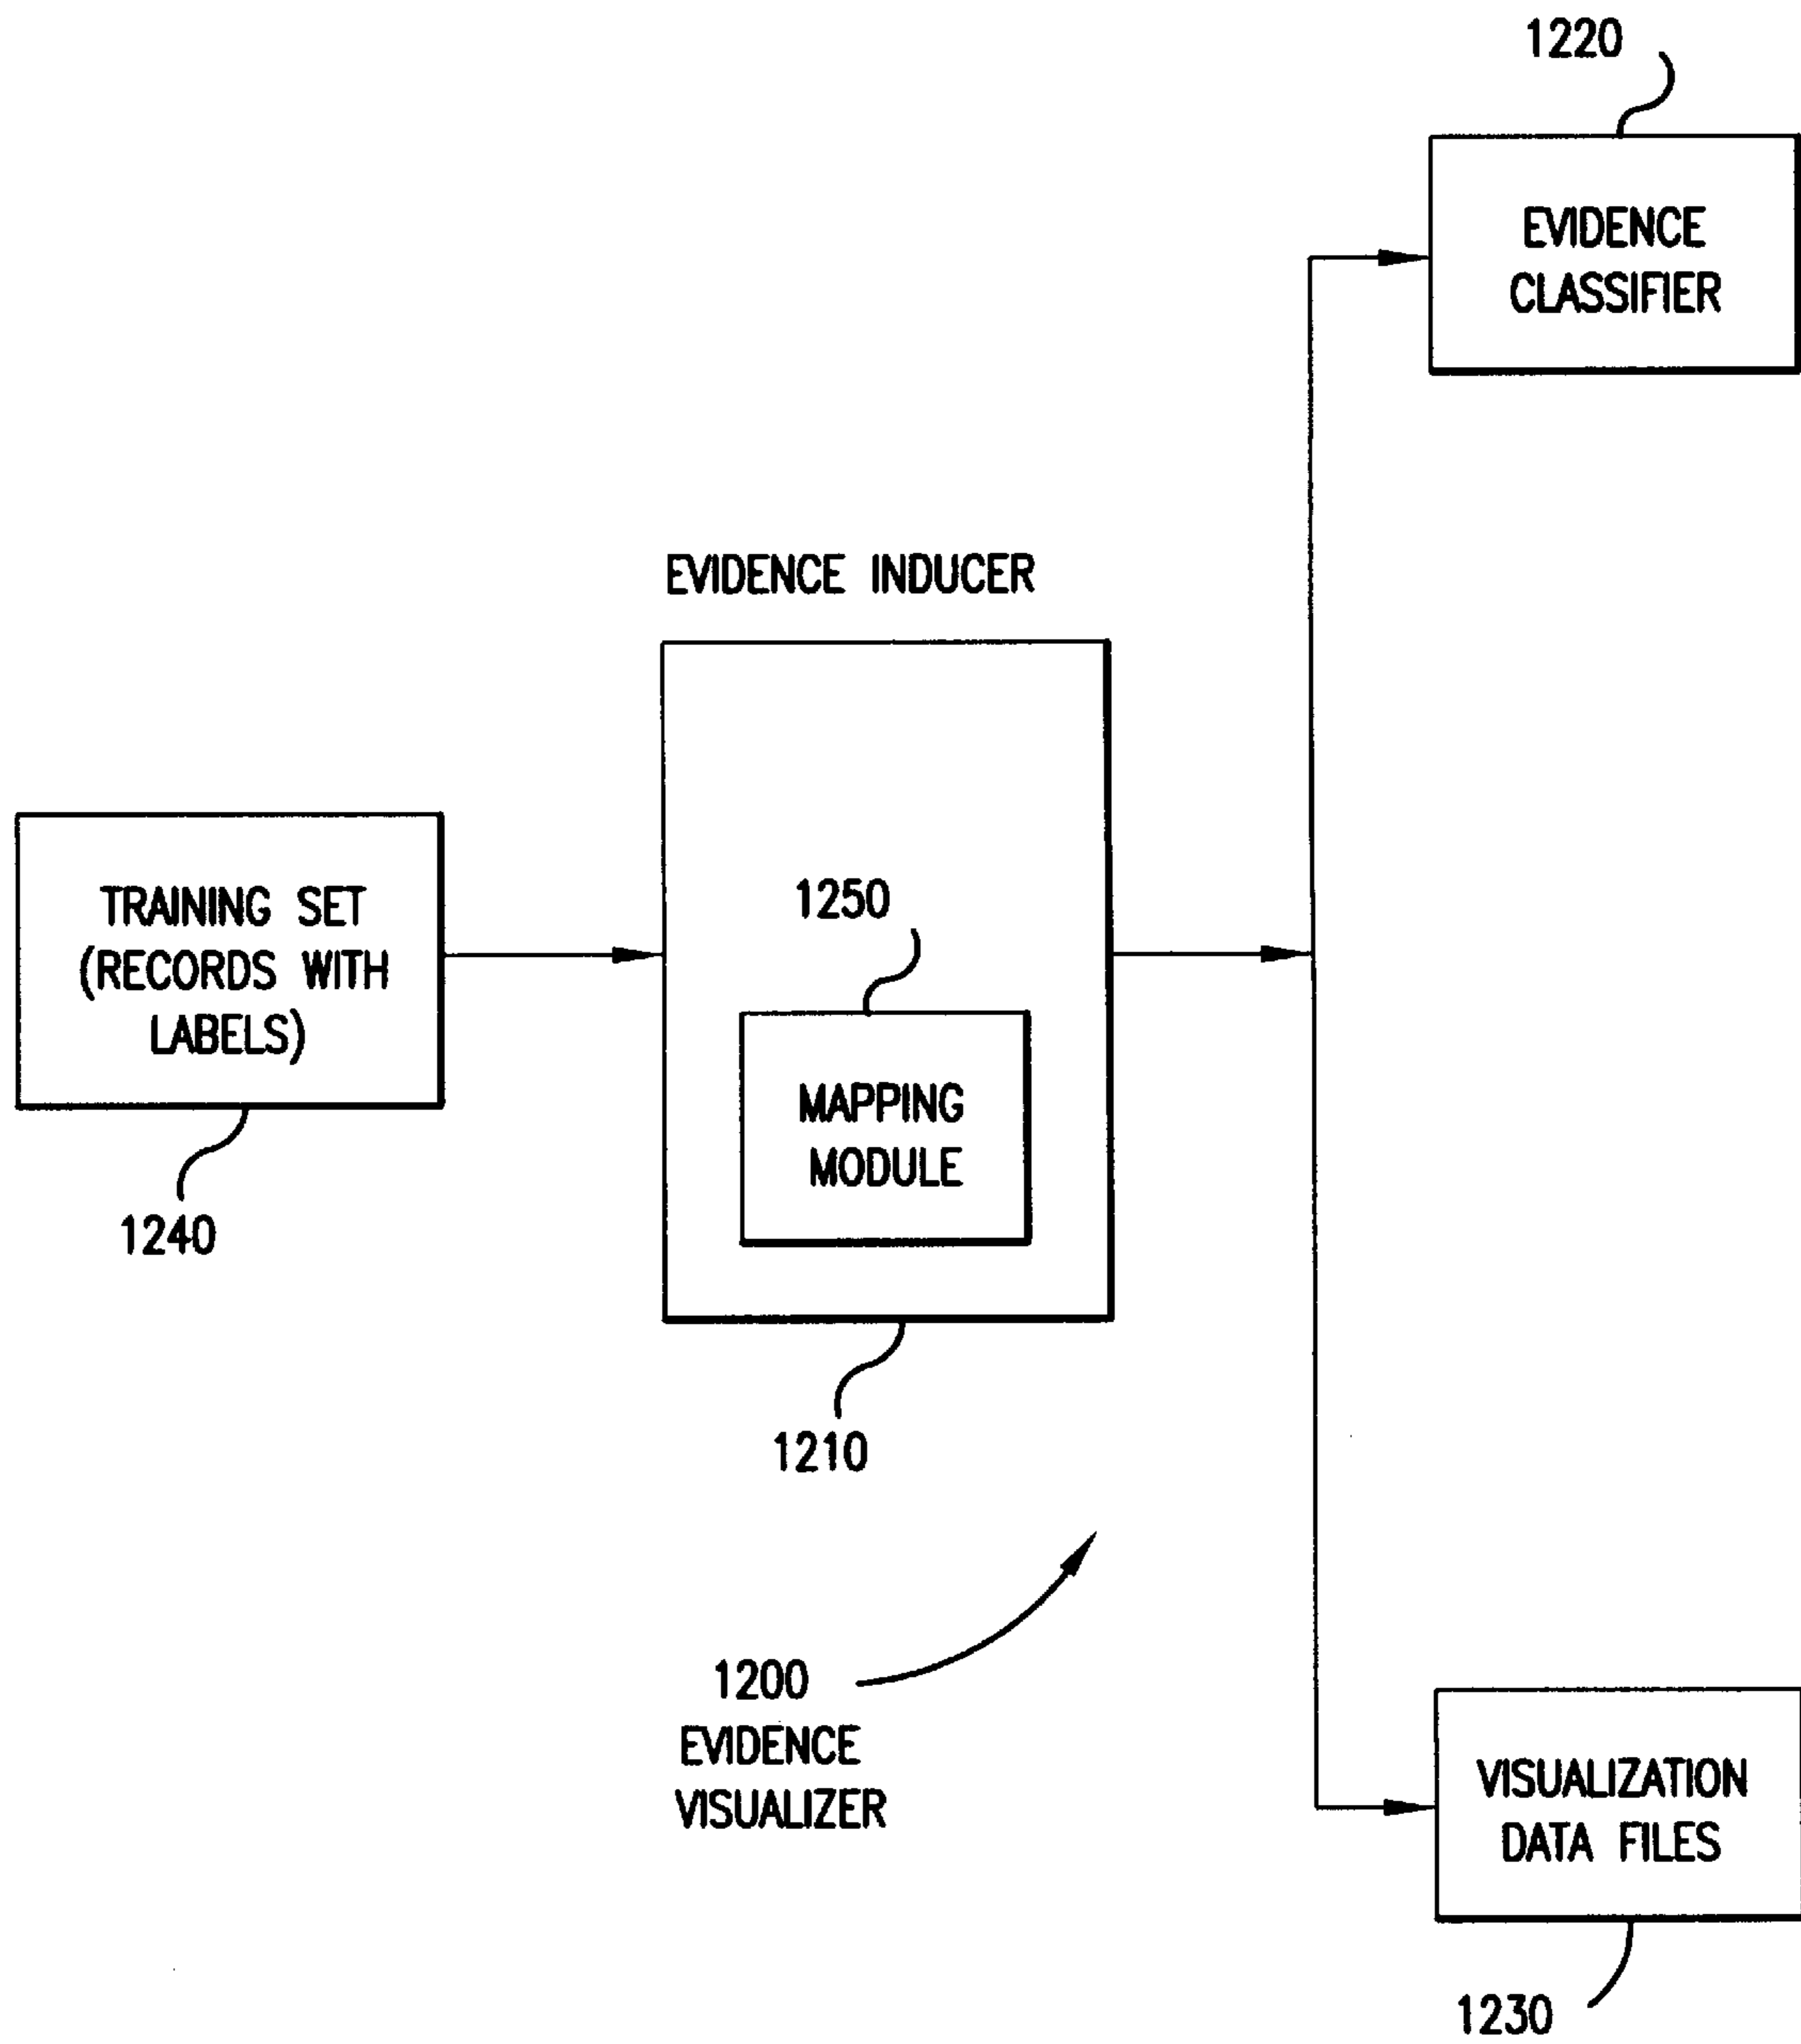 1220
EVIDENCE
CLASSIFIER
EVIDENCE INDUCER
TRAINING SET
(RECORDS WITH
LABELS)
1240
1250
MAPPING
MODULE
1210
1200
EVIDENCE
VISUALIZER
VISUALIZATION
DATA FILES
1230